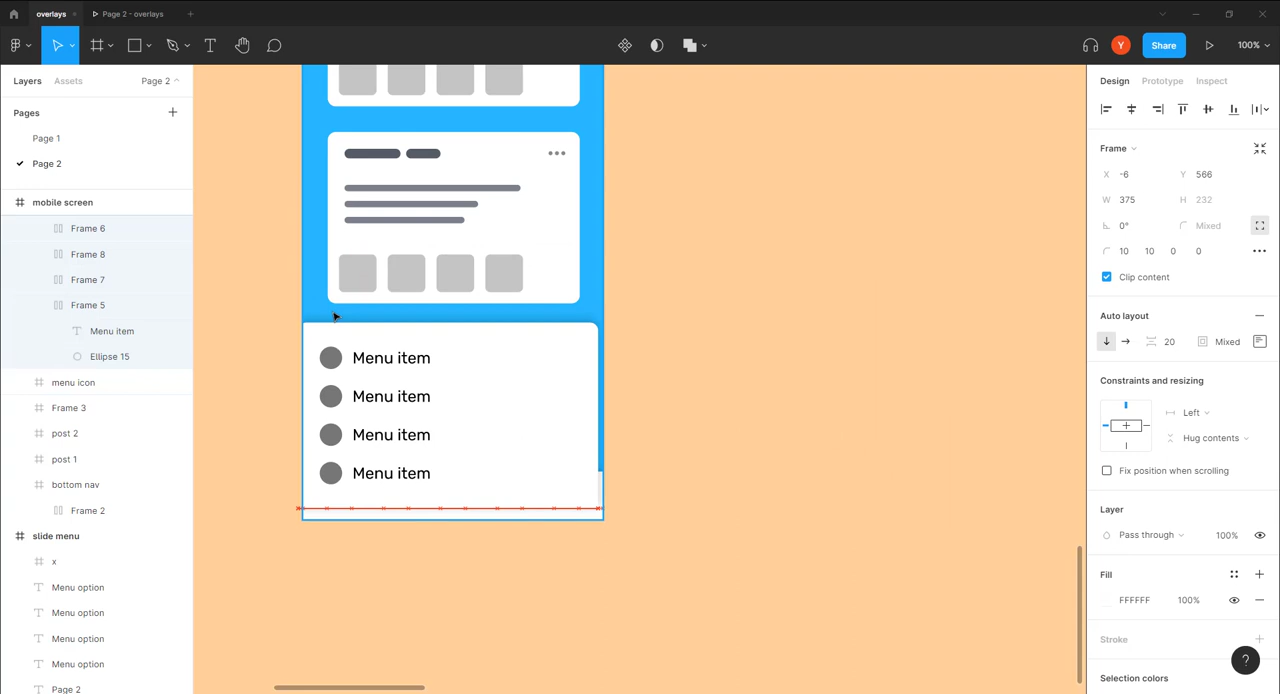 overlays
Page 2 - overlays
Share
Y
100%
Layers
Assets
Page 2
Pages
Page 1
Page 2
mobile screen
Frame 6
Frame 8
Frame 7
Frame 5
Menu item
Ellipse 15
menu icon
Frame 3
post 2
post 1
bottom nav
Frame 2
slide menu
x
Menu option
Menu option
Menu option
Menu option
Page 2
Menu item
Menu item
Menu item
Menu item
Design
Prototype
Inspect
Frame
X -6
Y 566
W 375
H 232
0°
Mixed
10 10 0 0
Clip content
Auto layout
20
Mixed
Constraints and resizing
Left
Hug contents
Fix position when scrolling
Layer
Pass through
100%
Fill
FFFFFF
100%
Stroke
Selection colors
?